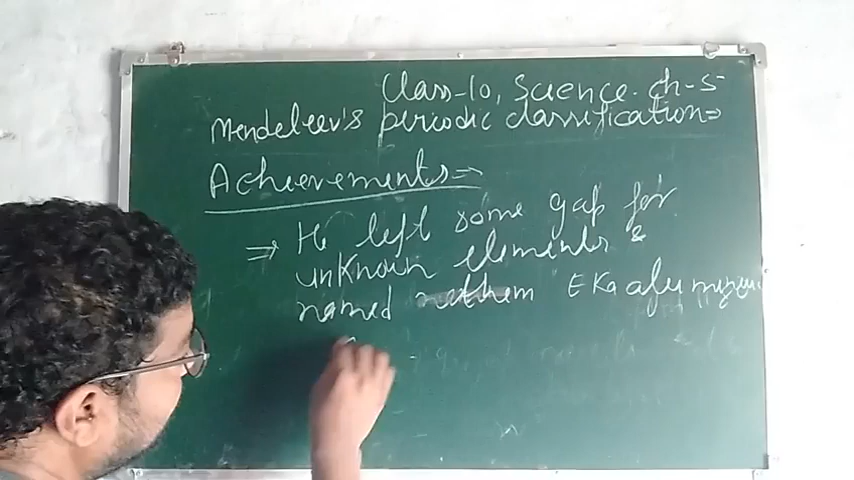 Class-10, Science. ch-5
Mendeleev's periodic classification⇒
Achievements⇒
⇒ He left some gap for
unknown elements &
named them EKa aluminium